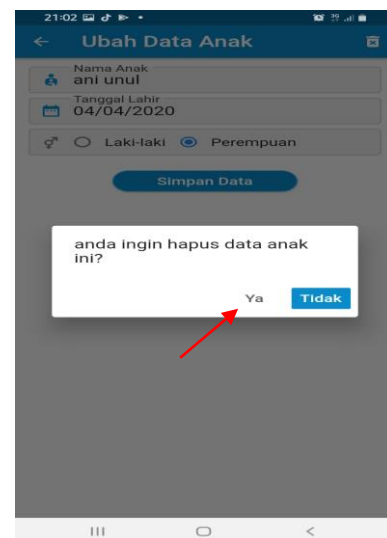 21:02
Ubah Data Anak
Nama Anak
ani unul
Tanggal Lahir
04/04/2020
Laki-laki Perempuan
Simpan Data
anda ingin hapus data anak
ini?
Ya Tidak